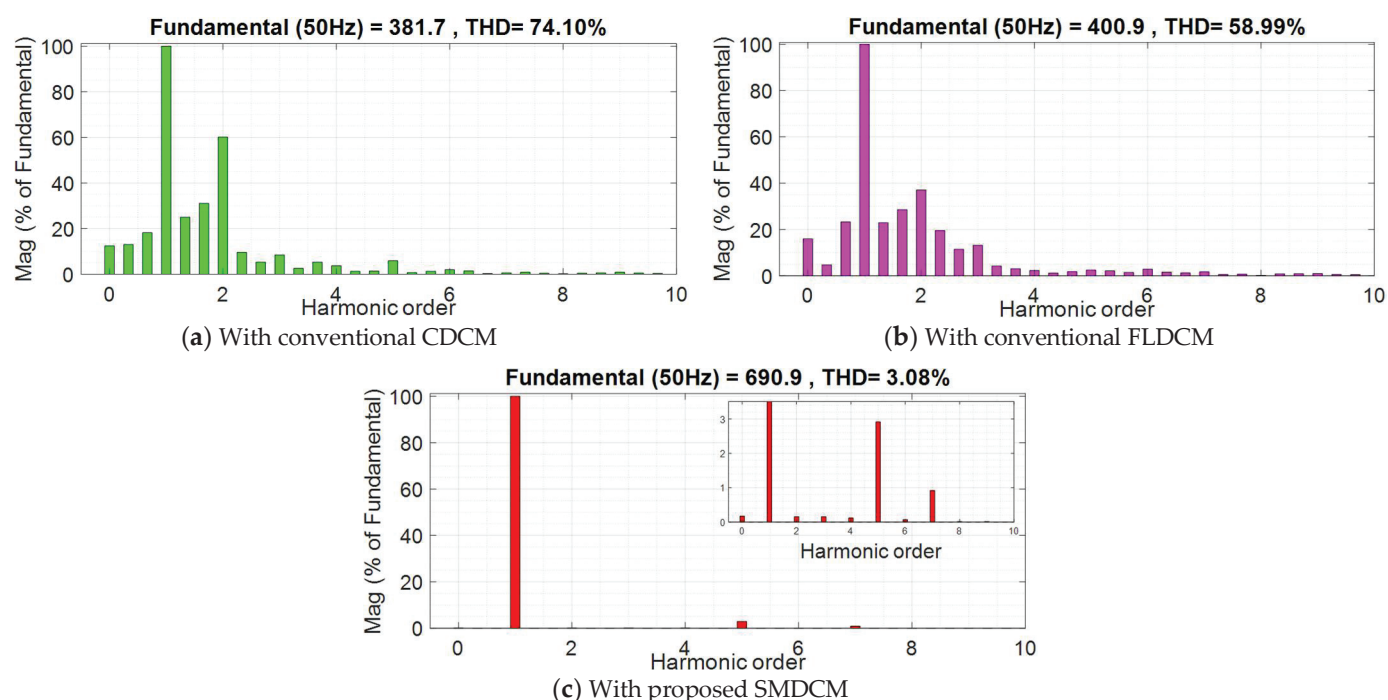 Fundamental (50Hz) = 381.7 , THD= 74.10%
Mag (% of Fundamental)
100
80
60
40
20
0
0 2 4 6 8 10
Harmonic order
(a) With conventional CDCM
Fundamental (50Hz) = 400.9 , THD= 58.99%
Mag (% of Fundamental)
100
80
60
40
20
0
0 2 4 6 8 10
Harmonic order
(b) With conventional FLDCM
Fundamental (50Hz) = 690.9 , THD= 3.08%
Mag (% of Fundamental)
100
80
60
40
20
0
3
2
1
0
0 2 4 6 8 10
Harmonic order
0 2 4 6 8 10
Harmonic order
(c) With proposed SMDCM